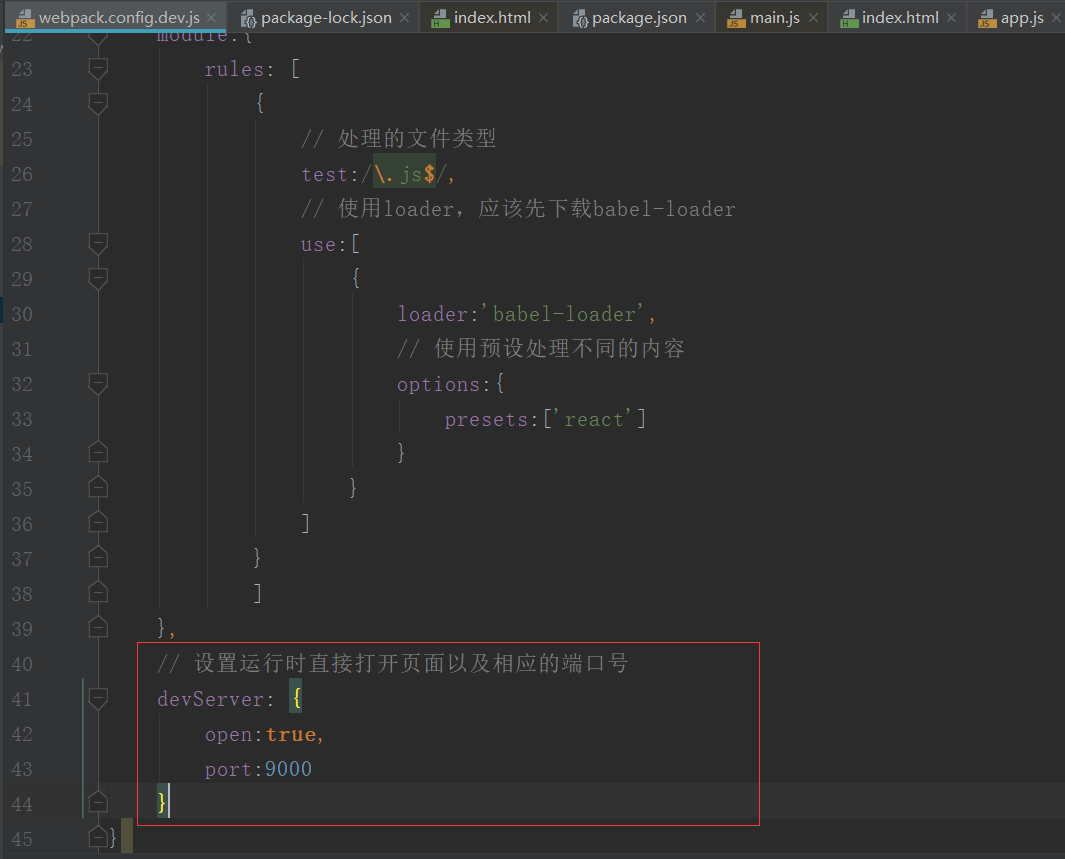 webpack.config.dev.js package-lock.json index.html package.json main.js index.html app.js
22 module:{
23 rules: [
24 {
25 // 处理的文件类型
26 test:/\.js$/,
27 // 使用loader，应该先下载babel-loader
28 use:[
29 {
30 loader:'babel-loader',
31 // 使用预设处理不同的内容
32 options:{
33 presets:['react']
34 }
35 }
36 ]
37 }
38 ]
39 },
40 // 设置运行时直接打开页面以及相应的端口号
41 devServer: {
42 open:true,
43 port:9000
44 }
45 }